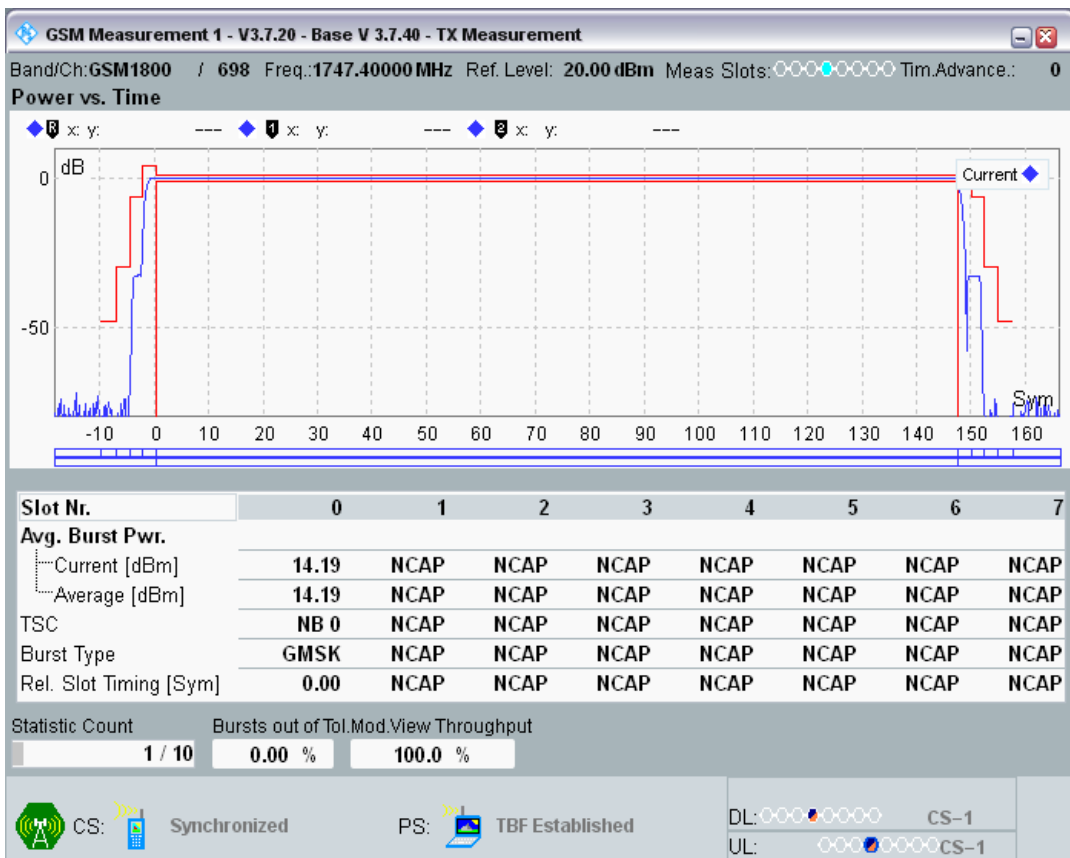 GSM Measurement 1 - V3.7.20 - Base V 3.7.40 - TX Measurement
Band/Ch:GSM1800 / 698 Freq.:1747.40000 MHz Ref. Level: 20.00 dBm Meas Slots: Tim.Advance.: 0
Power vs. Time
R x: y: --- 1 x: y: --- 2 x: y: ---
dB
Current
0
-50
Sym
-10 0 10 20 30 40 50 60 70 80 90 100 110 120 130 140 150 160
Slot Nr. 0 1 2 3 4 5 6 7
Avg. Burst Pwr.
Current [dBm] 14.19 NCAP NCAP NCAP NCAP NCAP NCAP NCAP
Average [dBm] 14.19 NCAP NCAP NCAP NCAP NCAP NCAP NCAP
TSC NB 0 NCAP NCAP NCAP NCAP NCAP NCAP NCAP
Burst Type GMSK NCAP NCAP NCAP NCAP NCAP NCAP NCAP
Rel. Slot Timing [Sym] 0.00 NCAP NCAP NCAP NCAP NCAP NCAP NCAP
Statistic Count Bursts out of Tol.Mod.View Throughput
1 / 10 0.00 % 100.0 %
CS: Synchronized PS: TBF Established
DL: CS-1
UL: CS-1